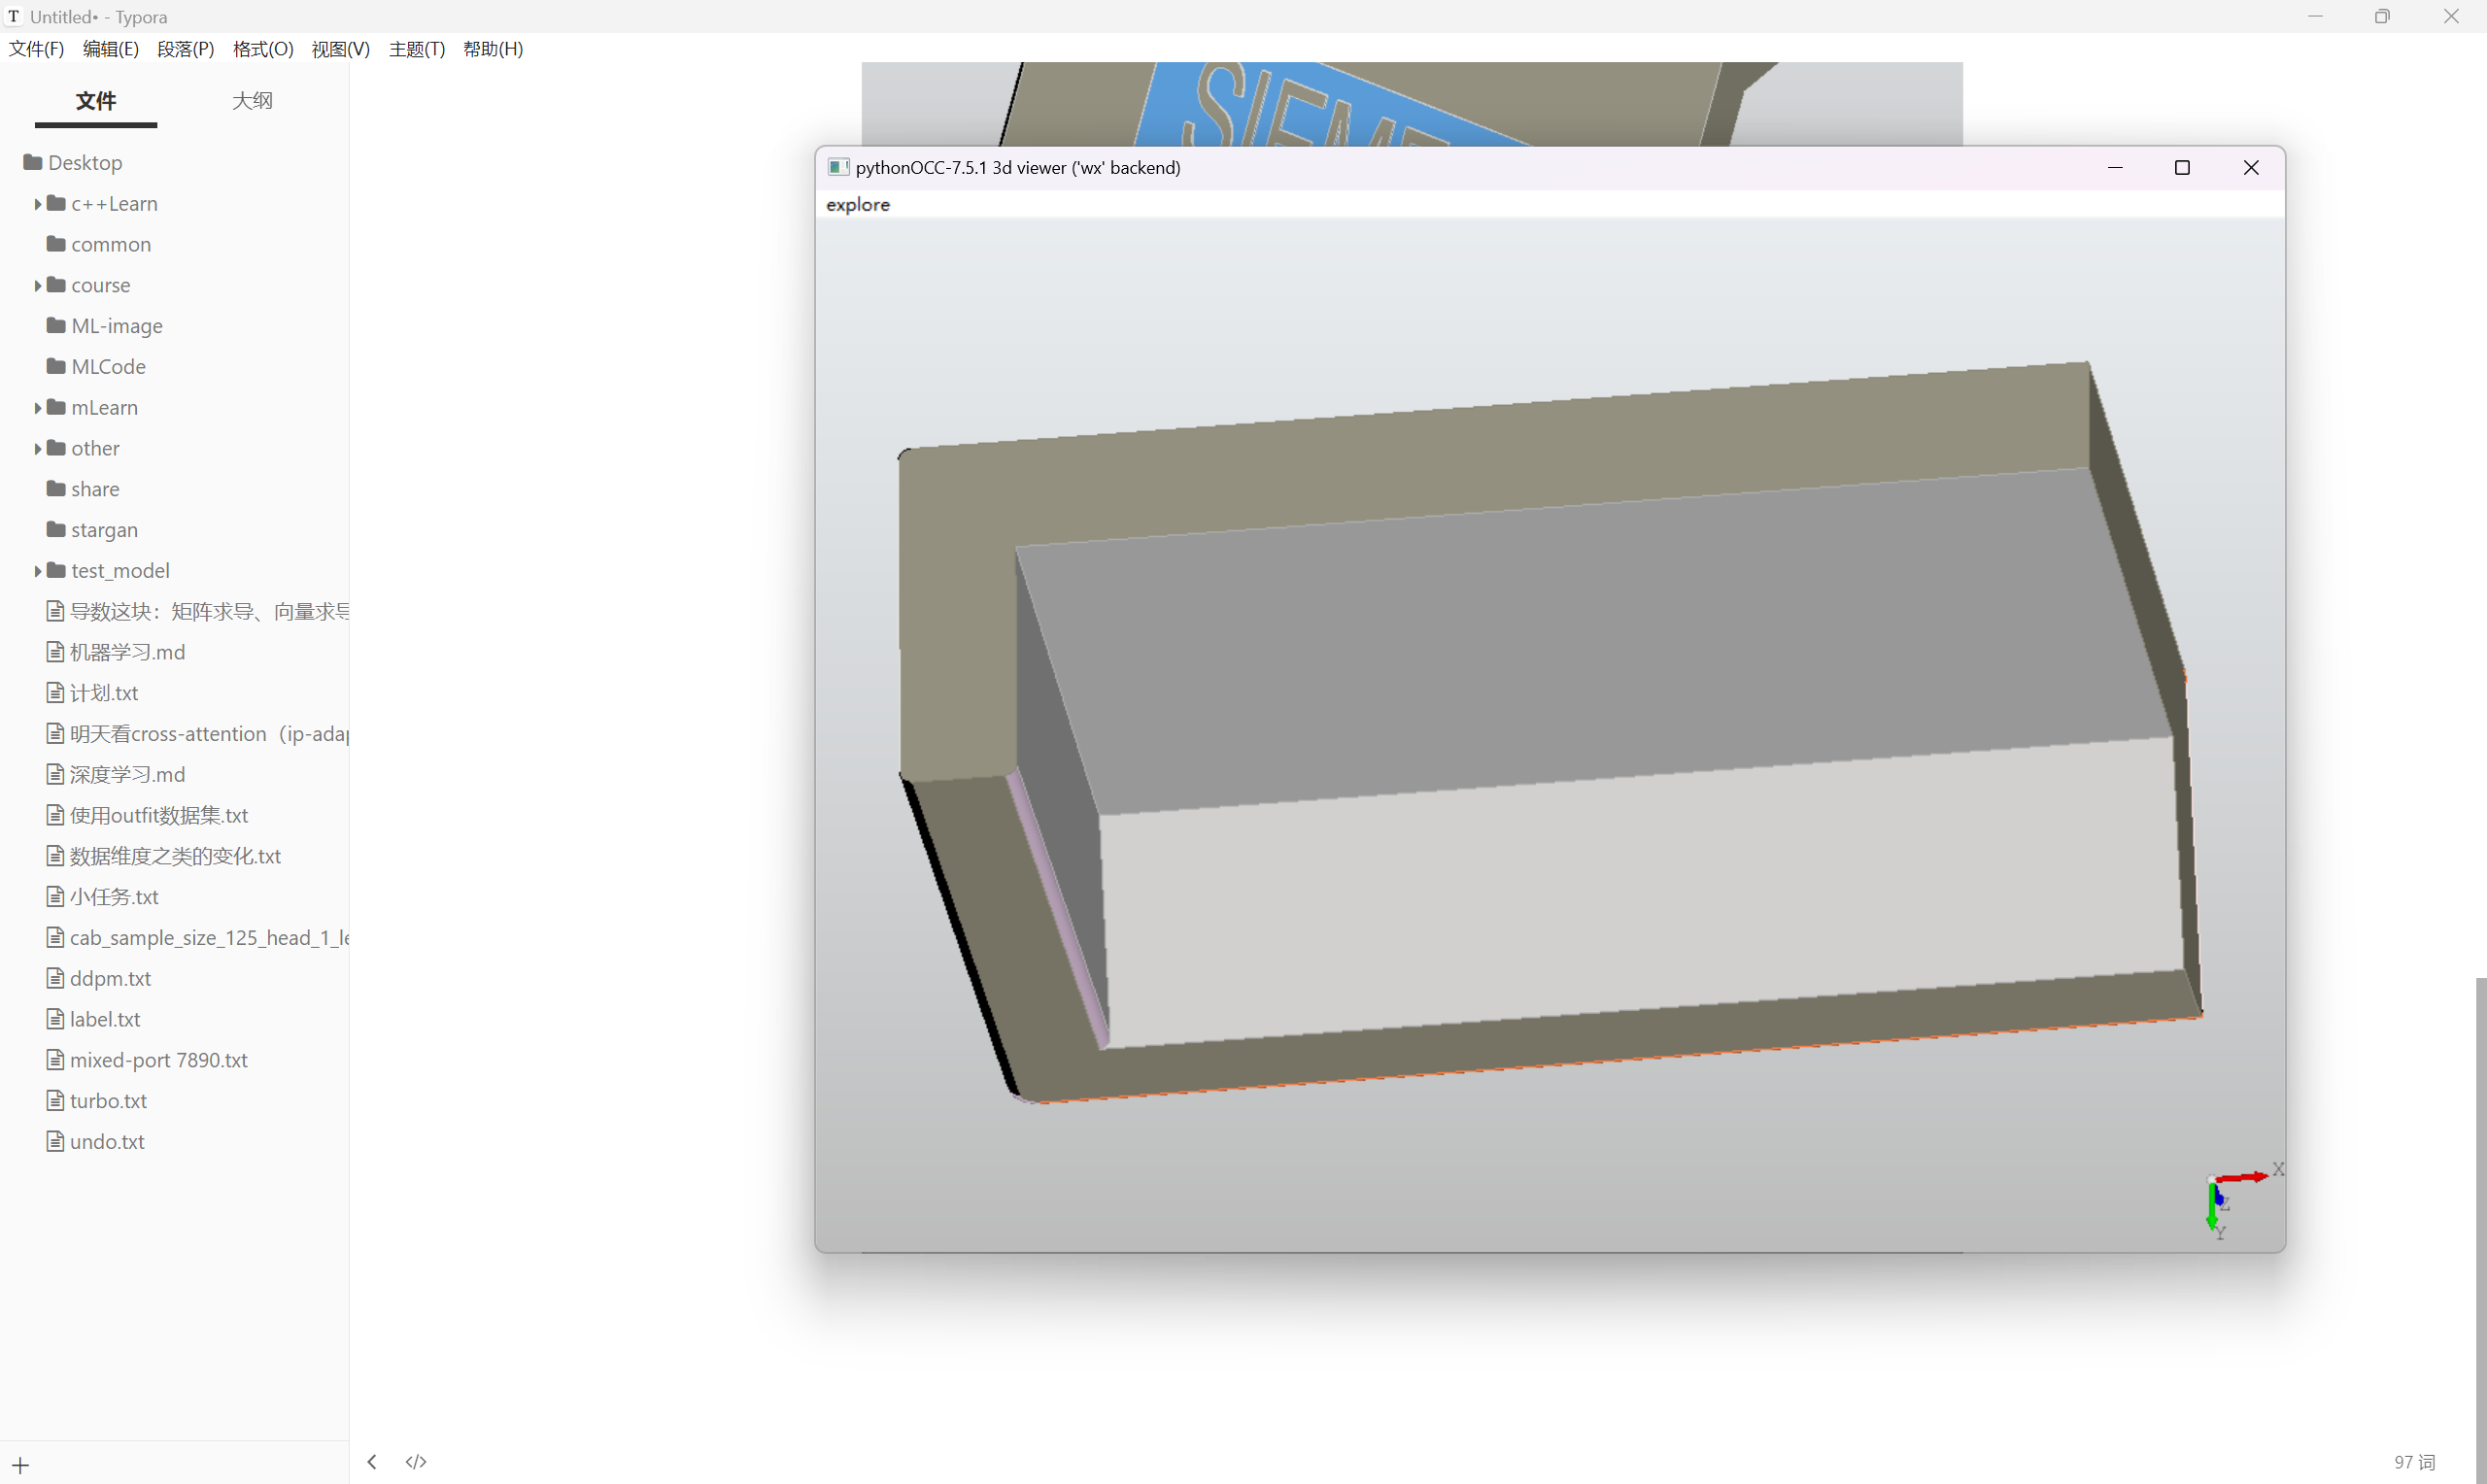 Untitled• - Typora
文件(F) 编辑(E) 段落(P) 格式(O) 视图(V) 主题(T) 帮助(H)
文件 大纲
Desktop
c++Learn
common
course
ML-image
MLCode
mLearn
other
share
stargan
test_model
导数这块：矩阵求导、向量求导
机器学习.md
计划.txt
明天看cross-attention（ip-adap
深度学习.md
使用outfit数据集.txt
数据维度之类的变化.txt
小任务.txt
cab_sample_size_125_head_1_le
ddpm.txt
label.txt
mixed-port 7890.txt
turbo.txt
undo.txt
SIEME
pythonOCC-7.5.1 3d viewer ('wx' backend)
explore
X
Z
Y
</> 97 词